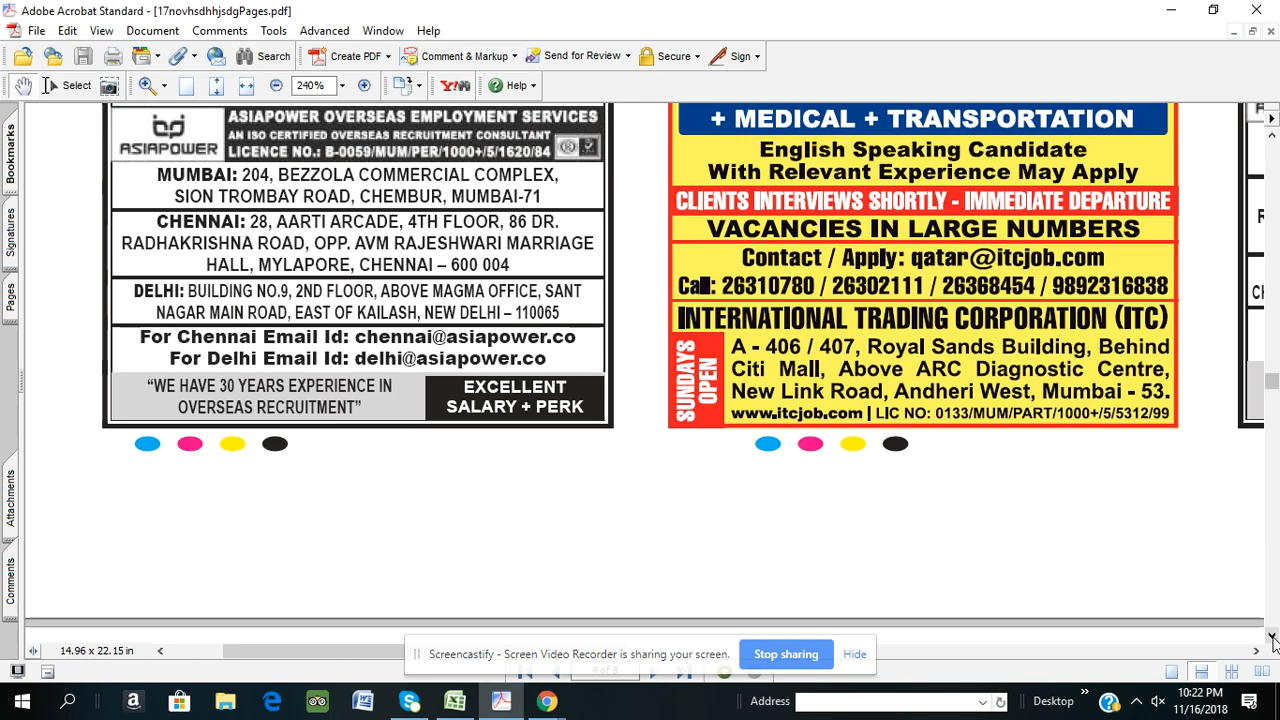 Adobe Acrobat Standard - [17novhsdhhjsdgPages.pdf]
File Edit View Document Comments Tools Advanced Window Help
Search Create PDF Comment & Markup Send for Review Secure Sign
Select 240% Y! Help
Bookmarks
Signatures
Pages
Attachments
Comments
ASIAPOWER
ASIAPOWER OVERSEAS EMPLOYMENT SERVICES
AN ISO CERTIFIED OVERSEAS RECRUITMENT CONSULTANT
LICENCE NO.: B-0059/MUM/PER/1000+/5/1620/84
MUMBAI: 204, BEZZOLA COMMERCIAL COMPLEX,
SION TROMBAY ROAD, CHEMBUR, MUMBAI-71
CHENNAI: 28, AARTI ARCADE, 4TH FLOOR, 86 DR.
RADHAKRISHNA ROAD, OPP. AVM RAJESHWARI MARRIAGE
HALL, MYLAPORE, CHENNAI – 600 004
DELHI: BUILDING NO.9, 2ND FLOOR, ABOVE MAGMA OFFICE, SANT
NAGAR MAIN ROAD, EAST OF KAILASH, NEW DELHI – 110065
For Chennai Email Id: chennai@asiapower.co
For Delhi Email Id: delhi@asiapower.co
“WE HAVE 30 YEARS EXPERIENCE IN
OVERSEAS RECRUITMENT”
EXCELLENT
SALARY + PERK
+ MEDICAL + TRANSPORTATION
English Speaking Candidate
With Relevant Experience May Apply
CLIENTS INTERVIEWS SHORTLY - IMMEDIATE DEPARTURE
VACANCIES IN LARGE NUMBERS
Contact / Apply: qatar@itcjob.com
Call: 26310780 / 26302111 / 26368454 / 9892316838
INTERNATIONAL TRADING CORPORATION (ITC)
SUNDAYS
OPEN
A - 406 / 407, Royal Sands Building, Behind
Citi Mall, Above ARC Diagnostic Centre,
New Link Road, Andheri West, Mumbai - 53.
www.itcjob.com | LIC NO: 0133/MUM/PART/1000+/5/5312/99
14.96 x 22.15 in
Screencastify - Screen Video Recorder is sharing your screen. Stop sharing Hide
4 of 8
Address Desktop
10:22 PM
11/16/2018